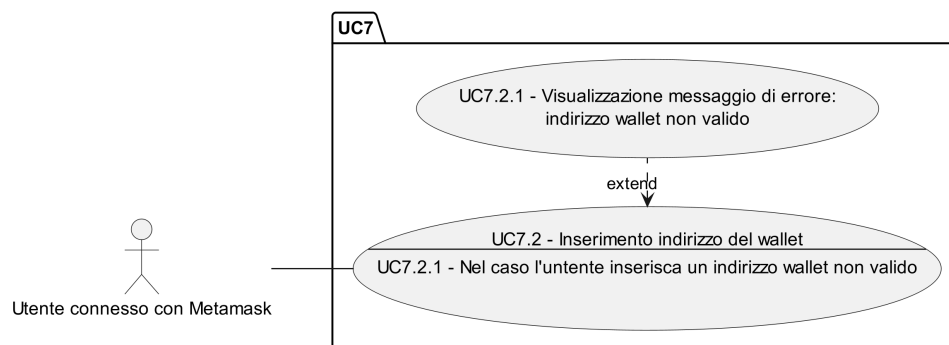 UC7
UC7.2.1 - Visualizzazione messaggio di errore:
indirizzo wallet non valido
extend
UC7.2 - Inserimento indirizzo del wallet
UC7.2.1 - Nel caso l'untente inserisca un indirizzo wallet non valido
Utente connesso con Metamask